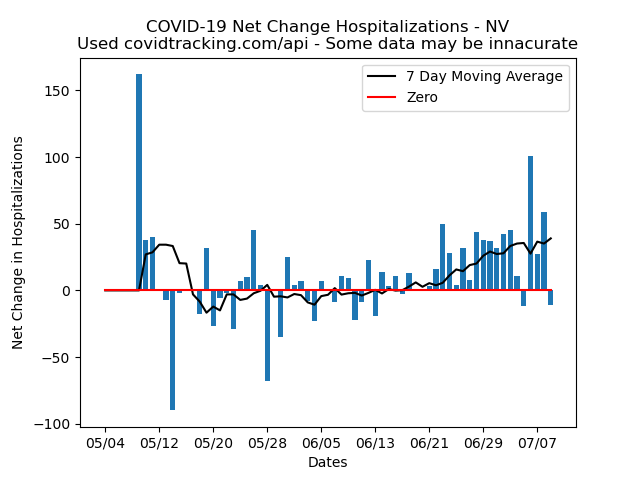 COVID-19 Net Change Hospitalizations - NV
Used covidtracking.com/api - Some data may be innacurate
7 Day Moving Average
Zero
Net Change in Hospitalizations
150
100
50
0
−50
−100
05/04 05/12 05/20 05/28 06/05 06/13 06/21 06/29 07/07
Dates